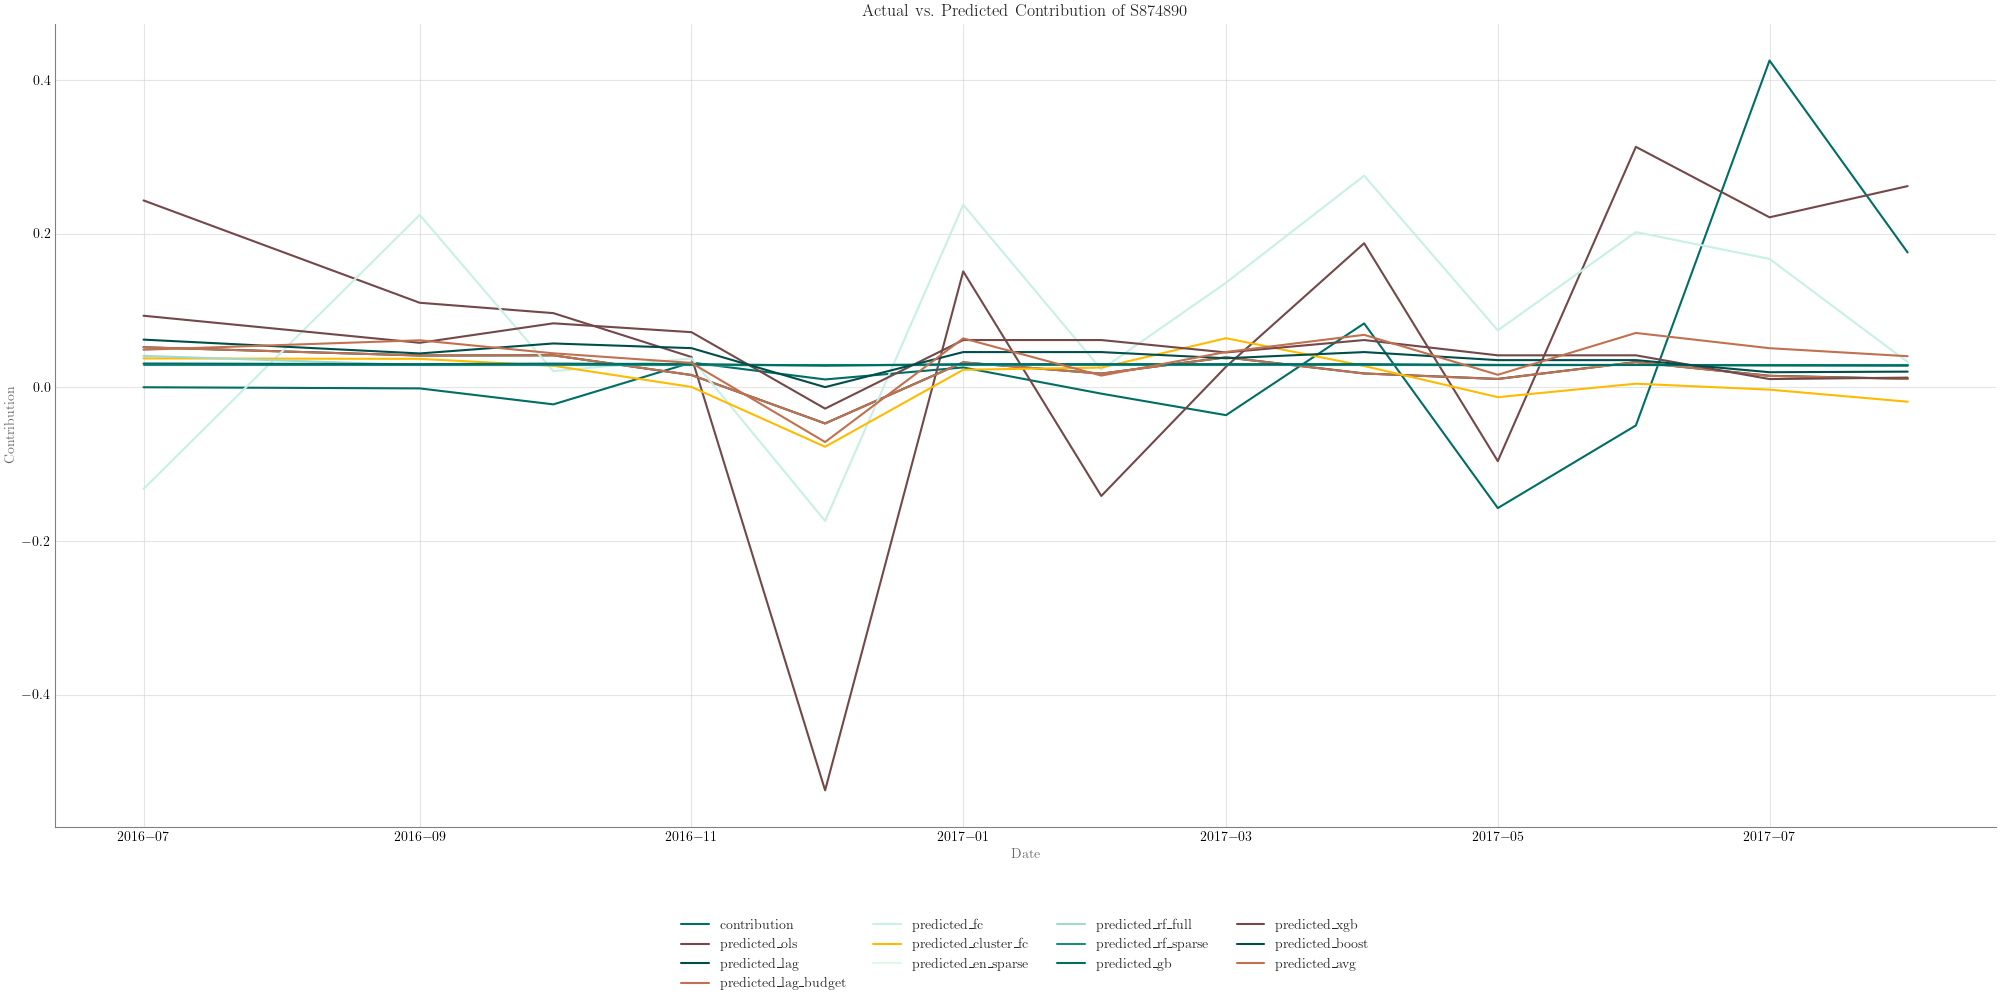 Actual vs. Predicted Contribution of S874890
0.4
0.2
0.0
−0.2
−0.4
Contribution
2016−07 2016−09 2016−11 2017−01 2017−03 2017−05 2017−07
Date
contribution predicted_fc predicted_rf_full predicted_xgb
predicted_ols predicted_cluster_fc predicted_rf_sparse predicted_boost
predicted_lag predicted_en_sparse predicted_gb predicted_avg
predicted_lag_budget